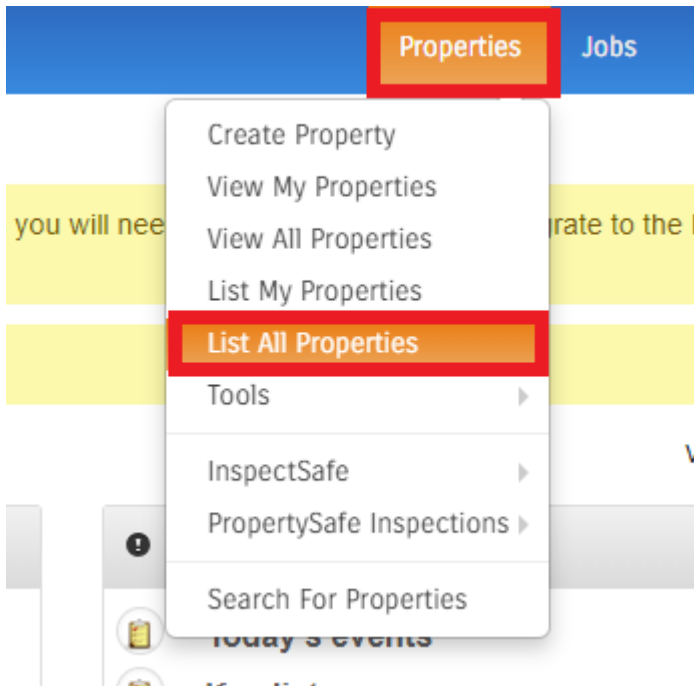 Properties Jobs
Create Property
View My Properties
you will nee
grate to the
View All Properties
List My Properties
List All Properties
Tools
InspectSafe
PropertySafe Inspections
Search For Properties
Today's events